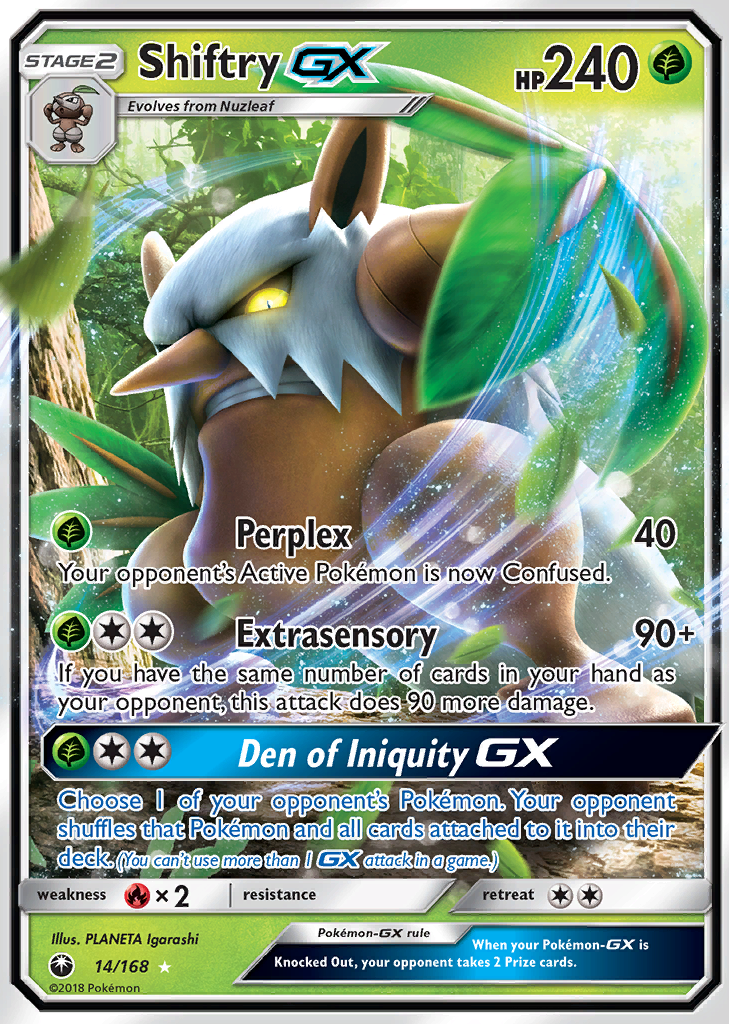 STAGE 2
Shiftry GX
HP 240
Evolves from Nuzleaf
Perplex 40
Your opponent's Active Pokémon is now Confused.
Extrasensory 90+
If you have the same number of cards in your hand as
your opponent, this attack does 90 more damage.
Den of Iniquity GX
Choose 1 of your opponent's Pokémon. Your opponent
shuffles that Pokémon and all cards attached to it into their
deck. (You can't use more than 1 GX attack in a game.)
weakness ×2 resistance retreat
Illus. PLANETA Igarashi
14/168
©2018 Pokémon
Pokémon-GX rule
When your Pokémon-GX is
Knocked Out, your opponent takes 2 Prize cards.